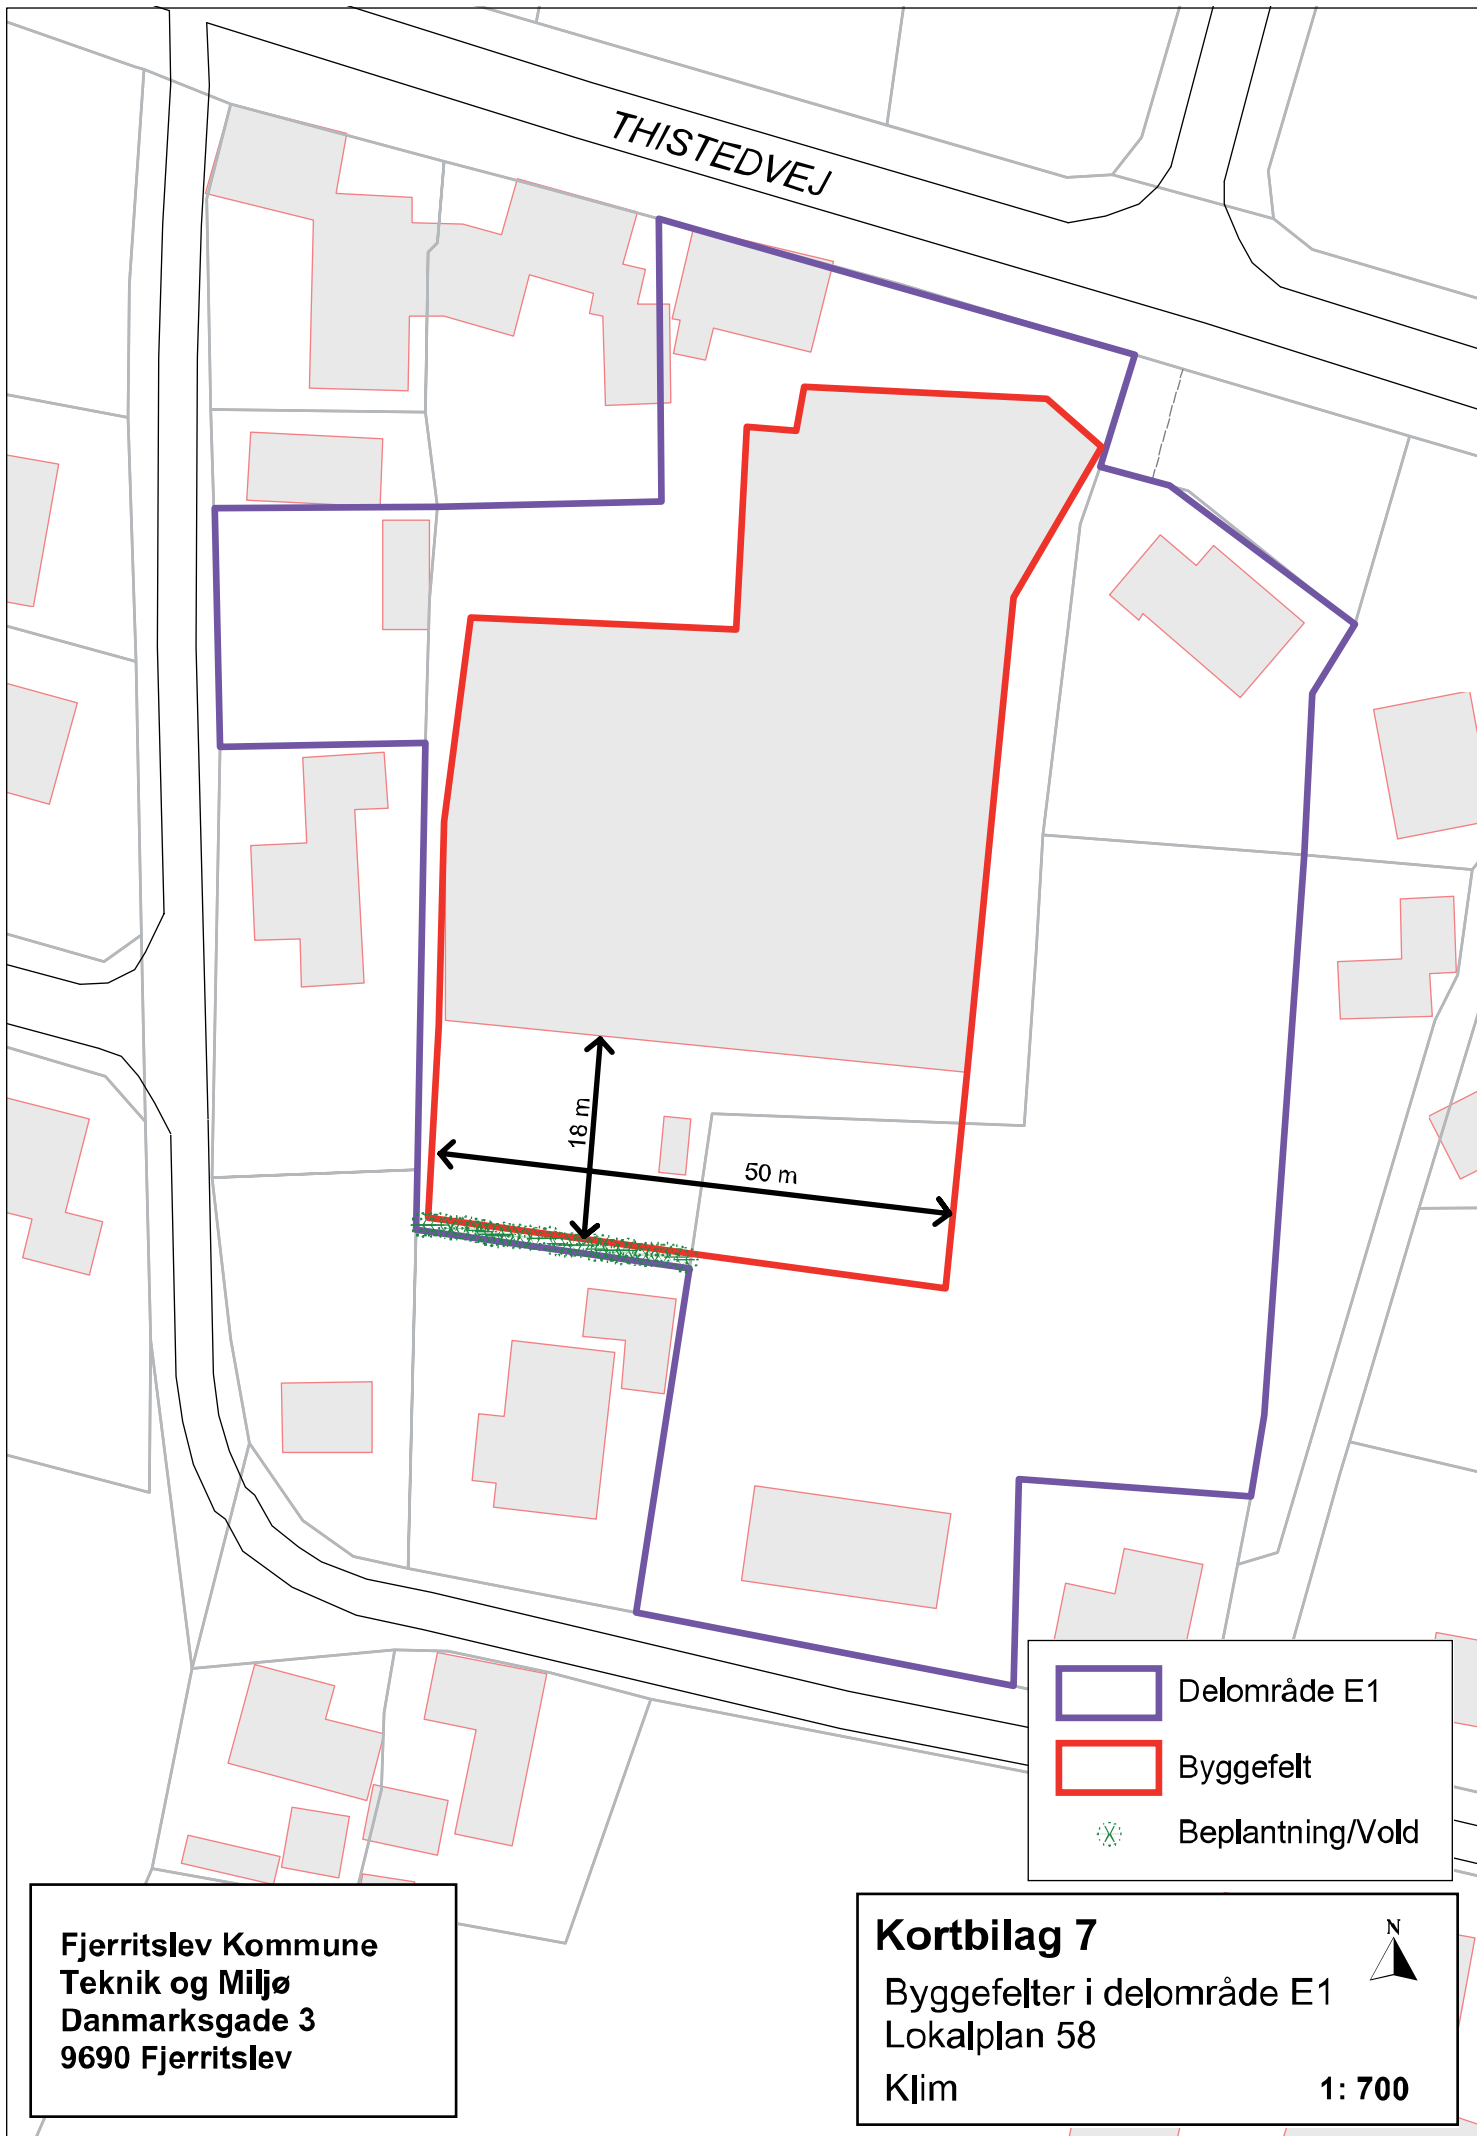 THISTEDVEJ
18 m
50 m
Delområde E1
Byggefelt
Beplantning/Vold
Fjerritslev Kommune
Teknik og Miljø
Danmarksgade 3
9690 Fjerritslev
Kortbilag 7
N
Byggefelter i delområde E1
Lokalplan 58
Klim
1: 700